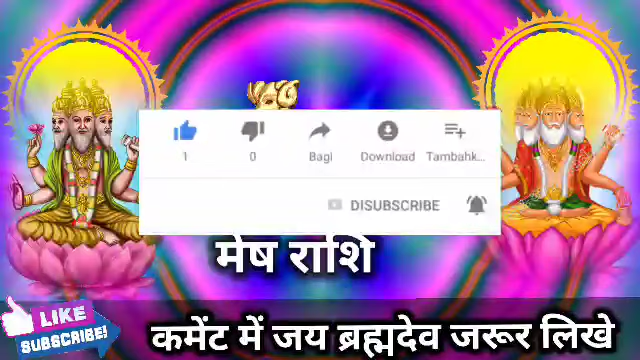 1 0 Bagi Download Tambahk...
DISUBSCRIBE
मेष राशि
LIKE
SUBSCRIBE!
कमेंट में जय ब्रह्मदेव जरूर लिखे